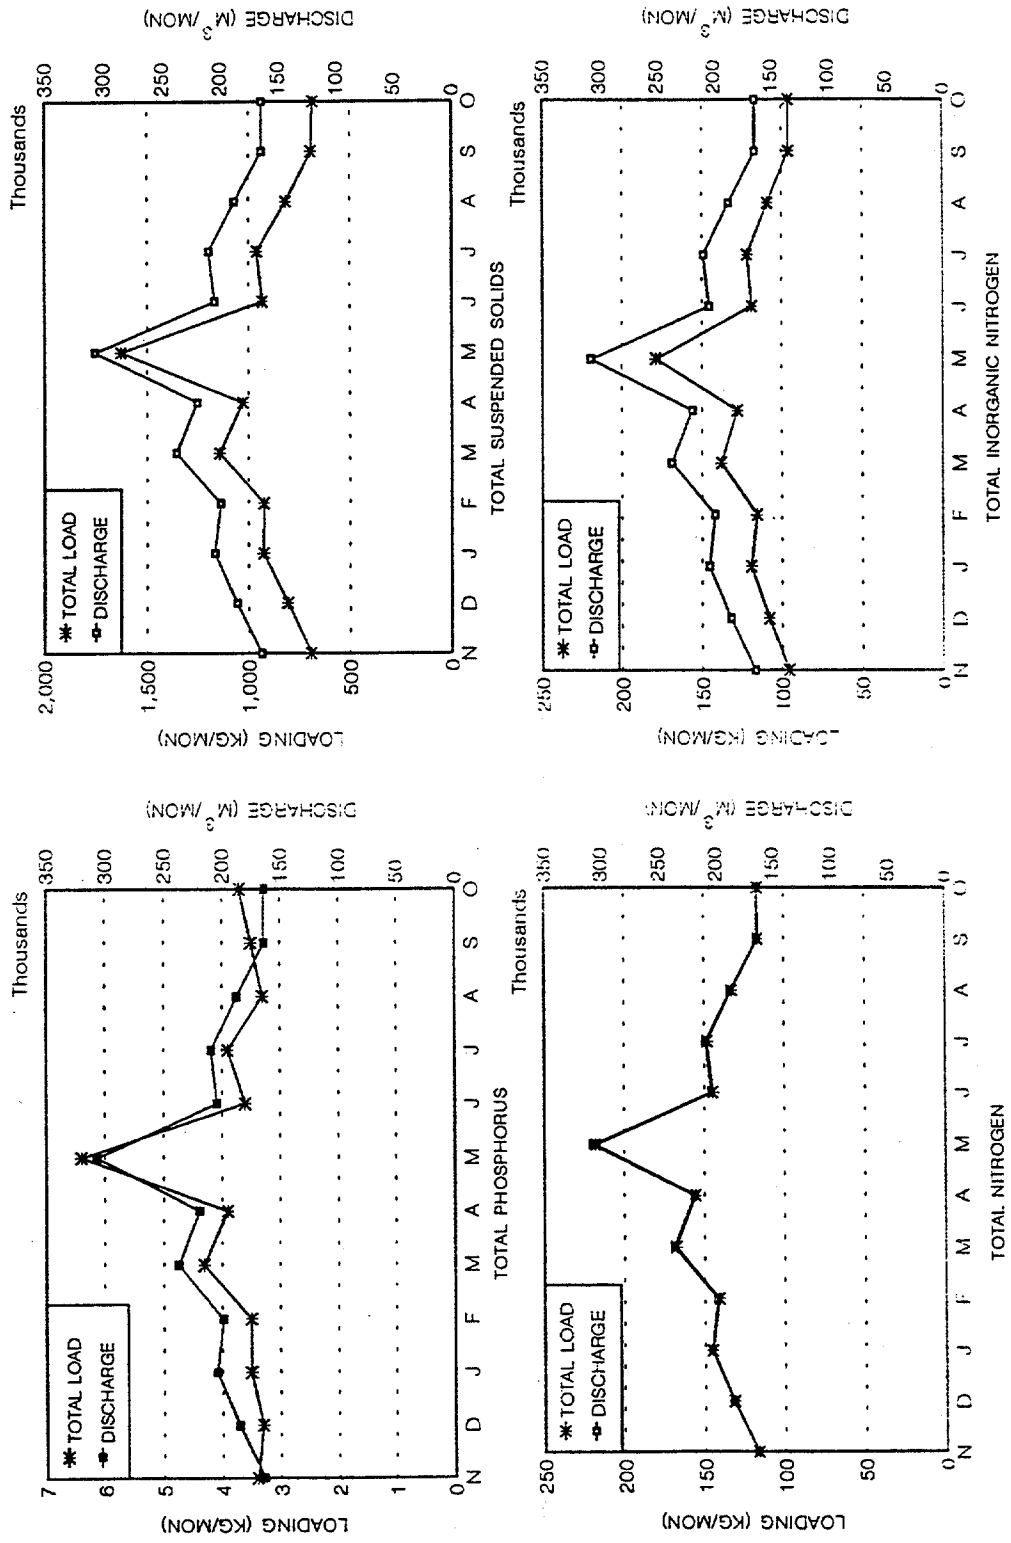 Thousands
LOADING (KG/MON)
7
6
5
4
3
2
1
0
TOTAL LOAD
DISCHARGE
350
300
250
200
150
100
50
0
DISCHARGE (M³/MON)
N D J F M A M J J A S O
TOTAL PHOSPHORUS
Thousands
LOADING (KG/MON)
2,000
1,500
1,000
500
0
TOTAL LOAD
DISCHARGE
350
300
250
200
150
100
50
0
DISCHARGE (M³/MON)
N D J F M A M J J A S O
TOTAL SUSPENDED SOLIDS
Thousands
LOADING (KG/MON)
250
200
150
100
50
0
TOTAL LOAD
DISCHARGE
350
300
250
200
150
100
50
0
DISCHARGE (M³/MON)
N D J F M A M J J A S O
TOTAL NITROGEN
Thousands
LOADING (KG/MON)
250
200
150
100
50
0
TOTAL LOAD
DISCHARGE
350
300
250
200
150
100
50
0
DISCHARGE (M³/MON)
N D J F M A M J J A S O
TOTAL INORGANIC NITROGEN